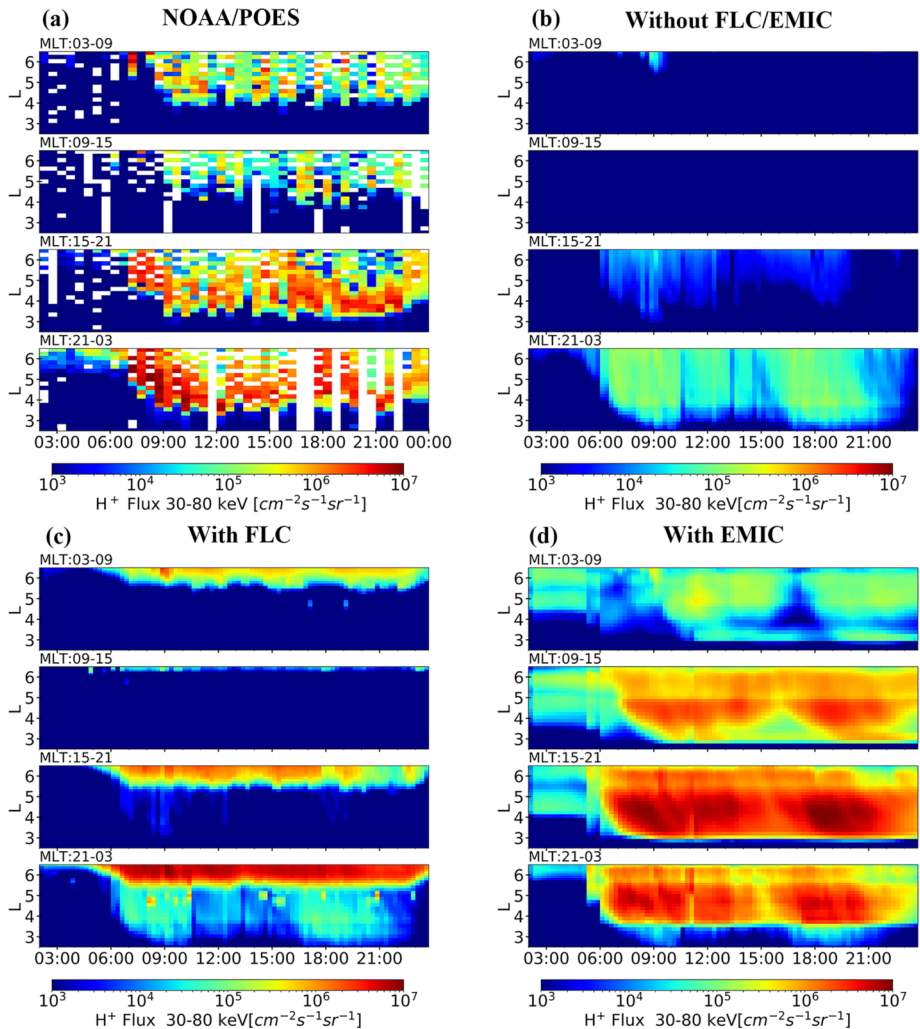 (a) NOAA/POES
MLT:03-09
6
5
4
3
L
MLT:09-15
6
5
4
3
L
MLT:15-21
6
5
4
3
L
MLT:21-03
6
5
4
3
L
03:00 06:00 09:00 12:00 15:00 18:00 21:00 00:00
10³ 10⁴ 10⁵ 10⁶ 10⁷
H⁺ Flux 30-80 keV [cm⁻²s⁻¹sr⁻¹]
(b) Without FLC/EMIC
MLT:03-09
6
5
4
3
L
MLT:09-15
6
5
4
3
L
MLT:15-21
6
5
4
3
L
MLT:21-03
6
5
4
3
L
03:00 06:00 09:00 12:00 15:00 18:00 21:00
10³ 10⁴ 10⁵ 10⁶ 10⁷
H⁺ Flux 30-80 keV[cm⁻²s⁻¹sr⁻¹]
(c) With FLC
MLT:03-09
6
5
4
3
L
MLT:09-15
6
5
4
3
L
MLT:15-21
6
5
4
3
L
MLT:21-03
6
5
4
3
L
03:00 06:00 09:00 12:00 15:00 18:00 21:00
10³ 10⁴ 10⁵ 10⁶ 10⁷
H⁺ Flux 30-80 keV[cm⁻²s⁻¹sr⁻¹]
(d) With EMIC
MLT:03-09
6
5
4
3
L
MLT:09-15
6
5
4
3
L
MLT:15-21
6
5
4
3
L
MLT:21-03
6
5
4
3
L
03:00 06:00 09:00 12:00 15:00 18:00 21:00
10³ 10⁴ 10⁵ 10⁶ 10⁷
H⁺ Flux 30-80 keV[cm⁻²s⁻¹sr⁻¹]